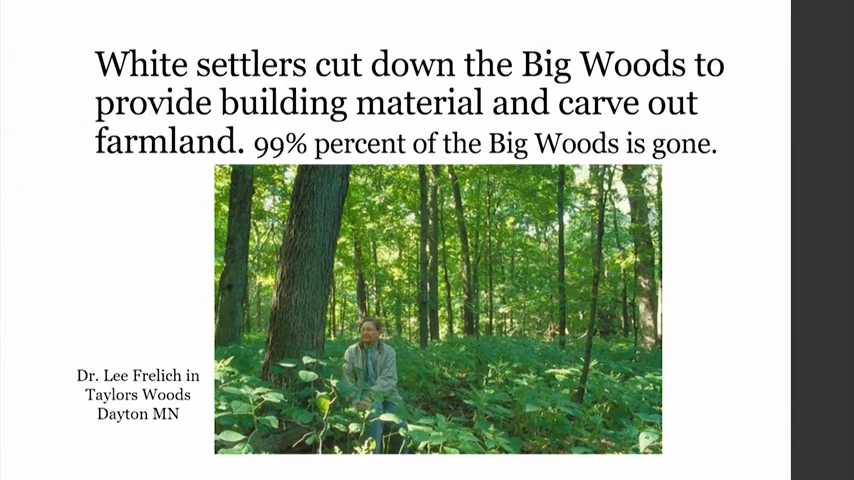 White settlers cut down the Big Woods to
provide building material and carve out
farmland. 99% percent of the Big Woods is gone.
Dr. Lee Frelich in
Taylors Woods
Dayton MN